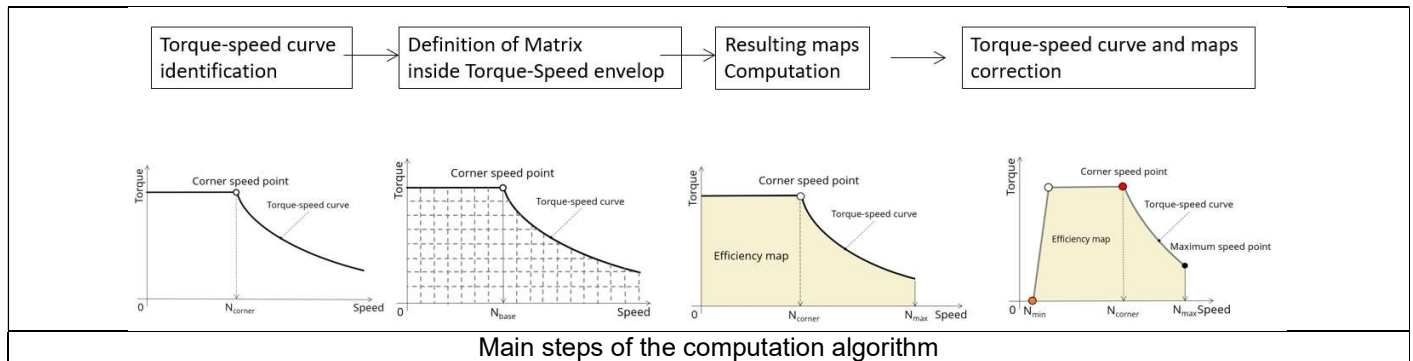 Torque-speed curve
identification
Definition of Matrix
inside Torque-Speed envelop
Resulting maps
Computation
Torque-speed curve and maps
correction
Torque
Corner speed point
Torque-speed curve
0
Ncorner
Speed
Torque
Corner speed point
Torque-speed curve
0
Nbase
Speed
Torque
Corner speed point
Torque-speed curve
Efficiency map
0
Ncorner
Nmax
Speed
Torque
Corner speed point
Torque-speed curve
Efficiency map
Maximum speed point
0
Nmin
Ncorner
Nmax
Speed
Main steps of the computation algorithm